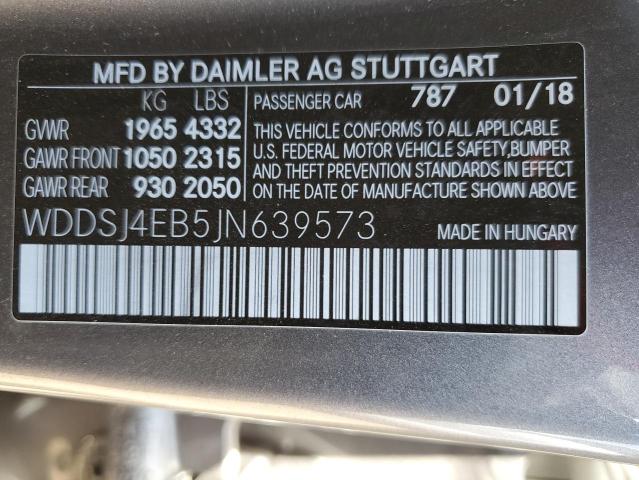 MFD BY DAIMLER AG STUTTGART
KG LBS
GWWR 1965 4332
GAWR FRONT 1050 2315
GAWR REAR 930 2050
PASSENGER CAR 787 01/18
THIS VEHICLE CONFORMS TO ALL APPLICABLE
U.S. FEDERAL MOTOR VEHICLE SAFETY,BUMPER
AND THEFT PREVENTION STANDARDS IN EFFECT
ON THE DATE OF MANUFACTURE SHOWN ABOVE
WDDSJ4EB5JN639573
MADE IN HUNGARY